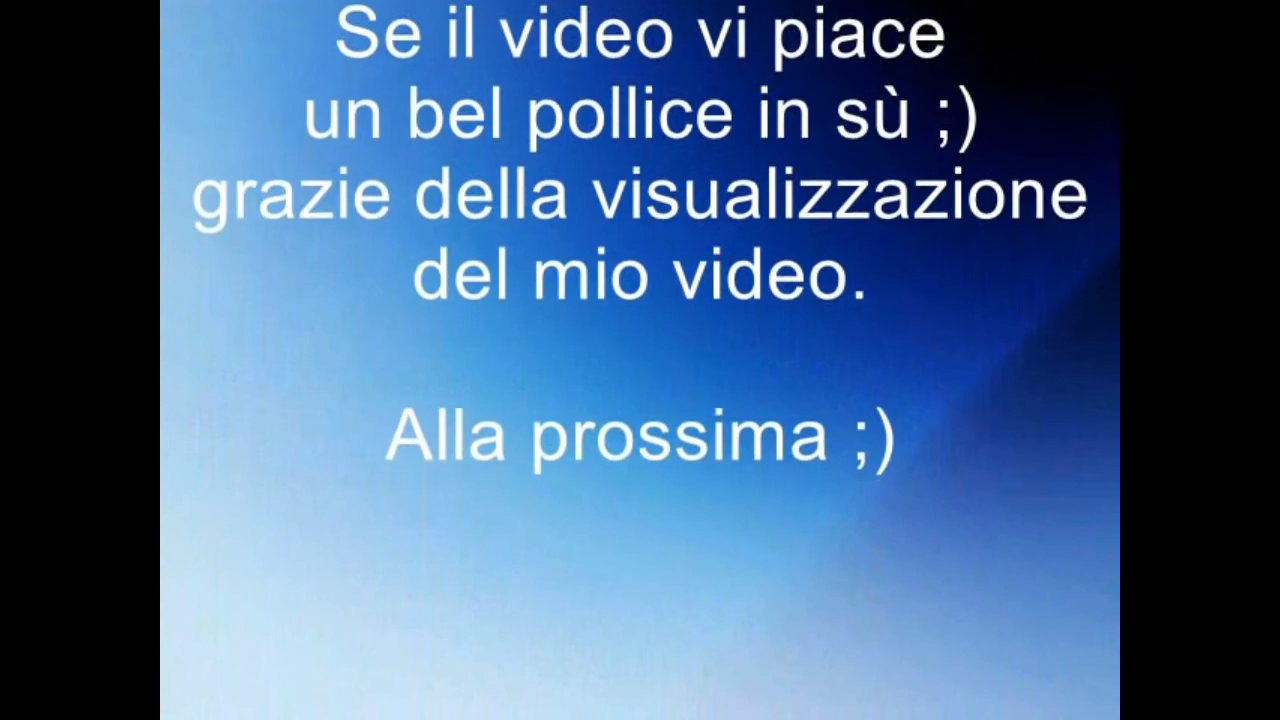 Se il video vi piace
un bel pollice in sù ;)
grazie della visualizzazione
del mio video.
Alla prossima ;)